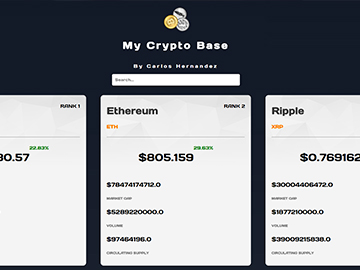 My Crypto Base
By Carlos Hernandez
Search...
RANK 1
22.83%
30.57
Ethereum
RANK 2
ETH
29.63%
$805.159
$78474174712.0
MARKET CAP
$5289220000.0
VOLUME
$97464196.0
CIRCULATING SUPPLY
Ripple
XRP
$0.769162
$30004406472.0
MARKET CAP
$1877210000.0
VOLUME
$39009215838.0
CIRCULATING SUPPLY